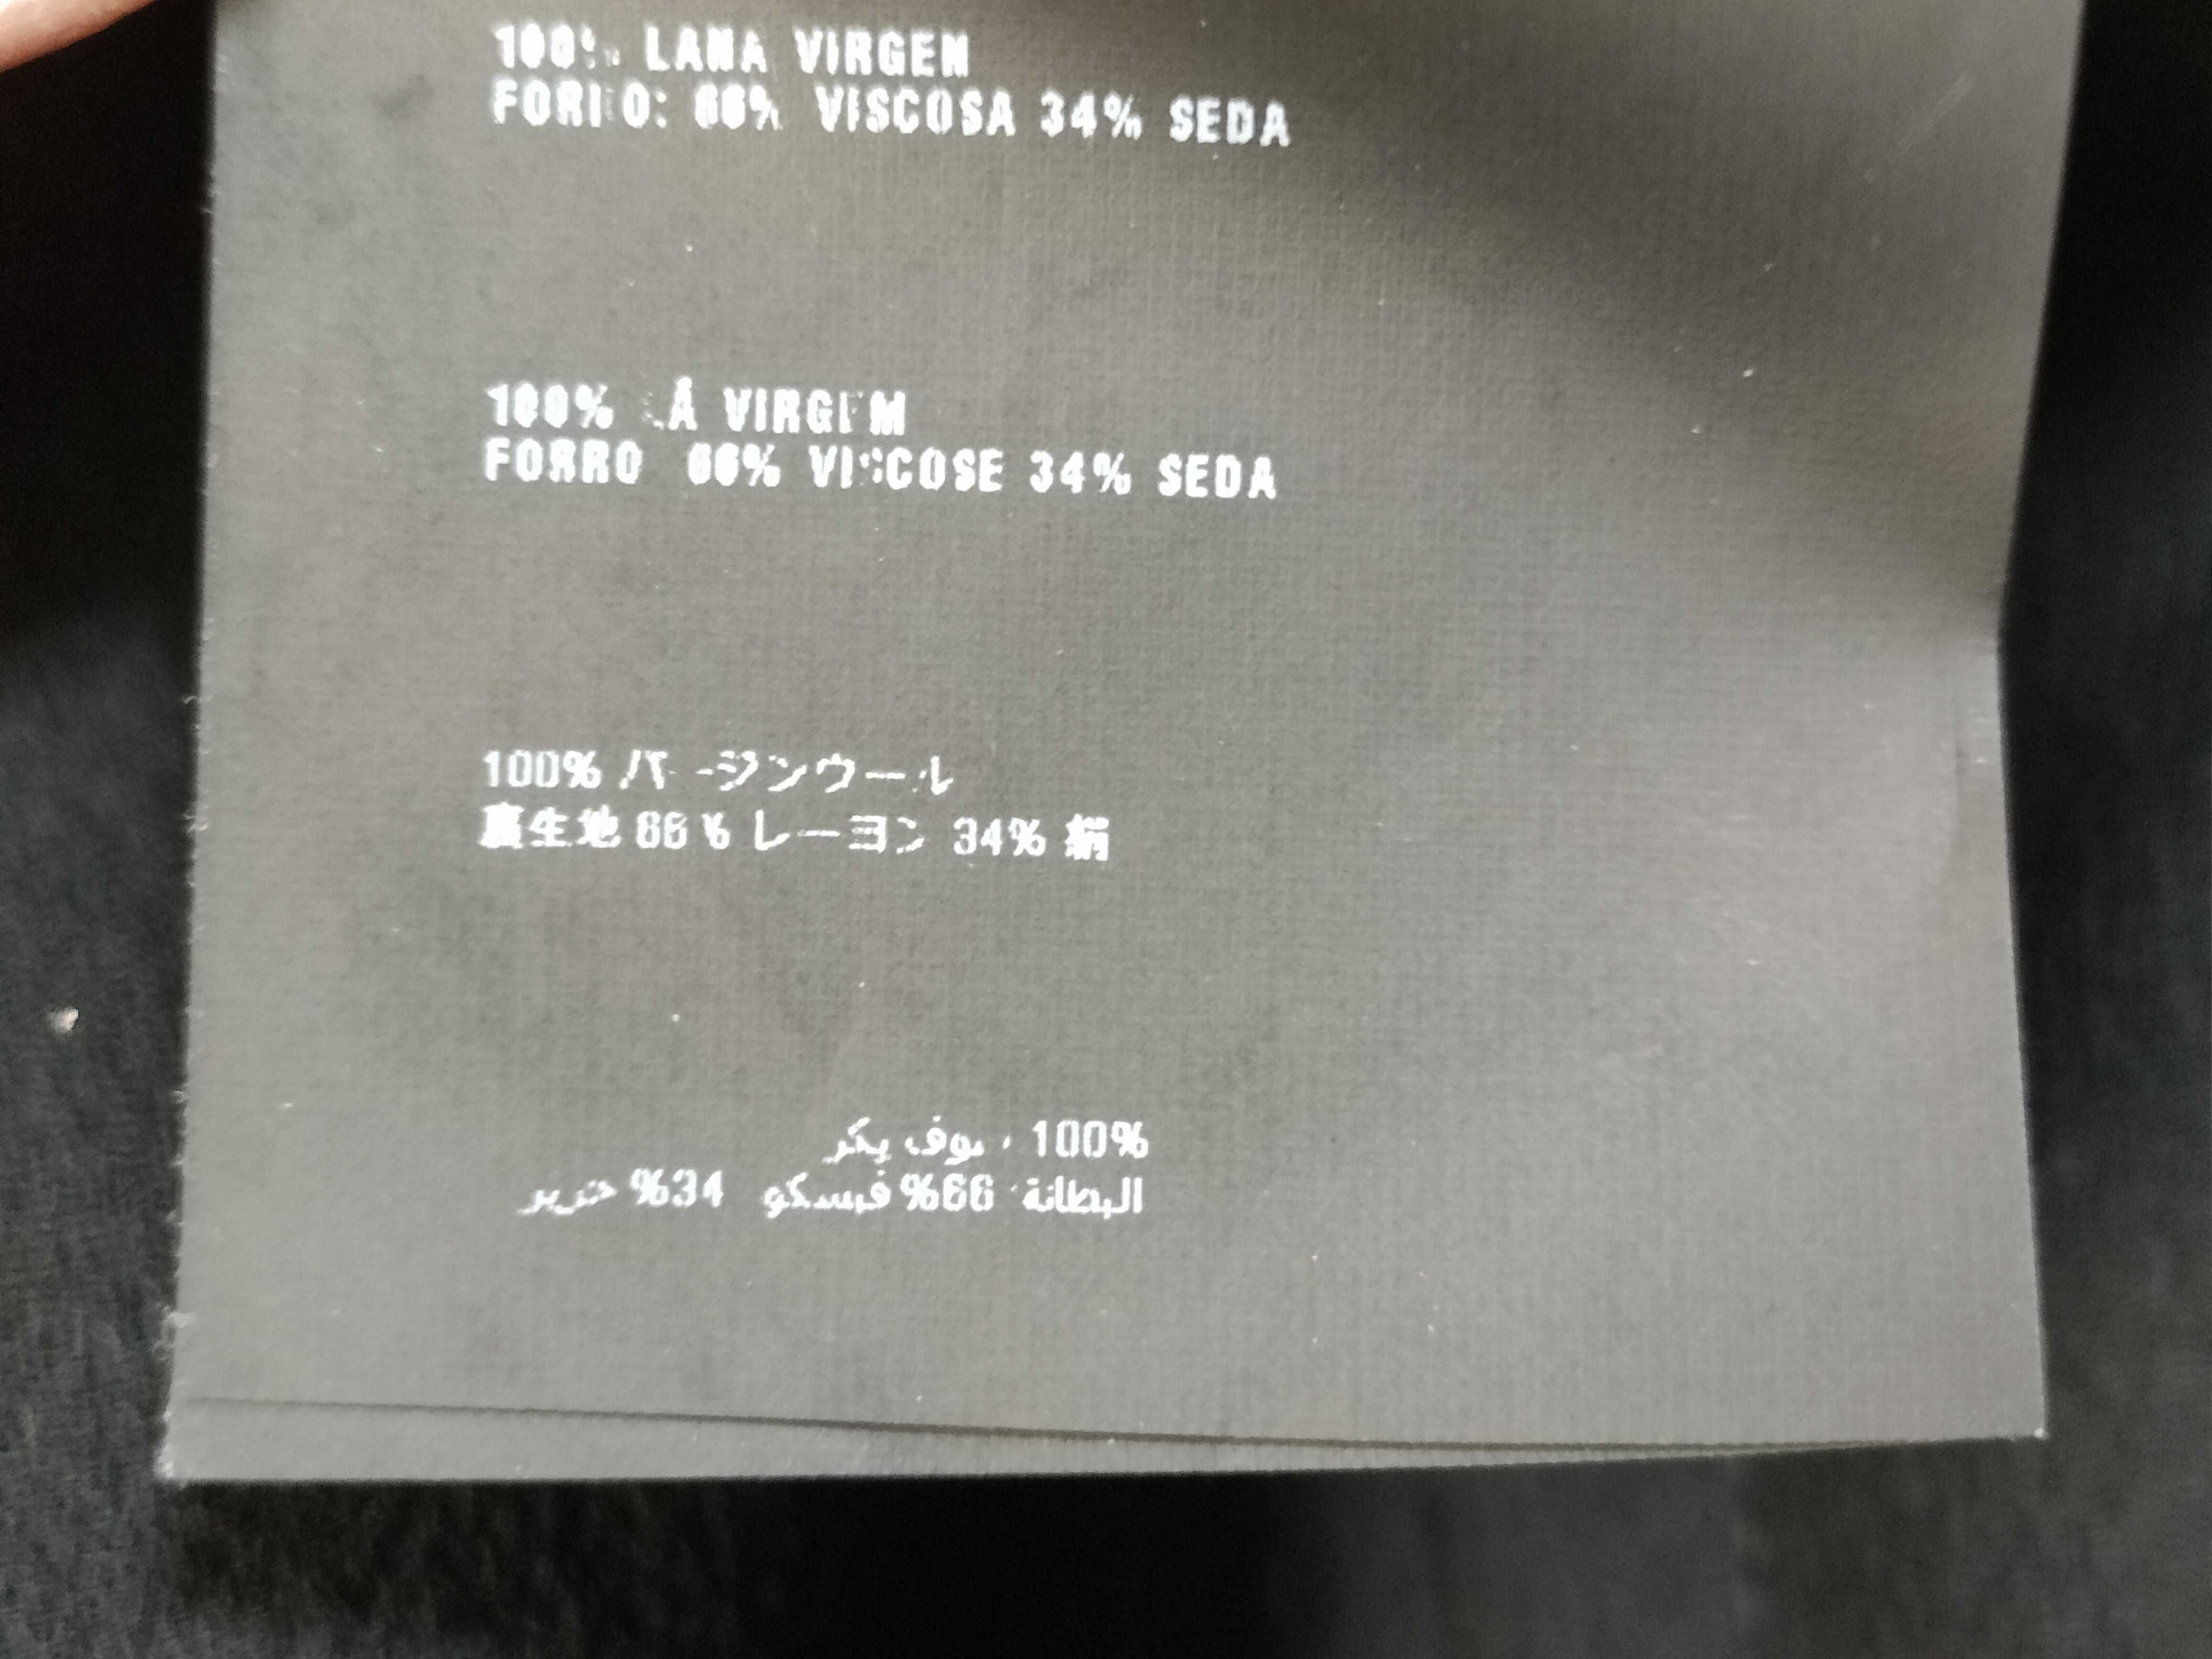 100% LANA VIRGEN
FORRO: 66% VISCOSA 34% SEDA
100% LÃ VIRGEM
FORRO 66% VISCOSE 34% SEDA
100% バージンウール
裏生地 66% レーヨン 34% 絹
100% صوف بكر
البطانة 66% فيسكو 34% حرير